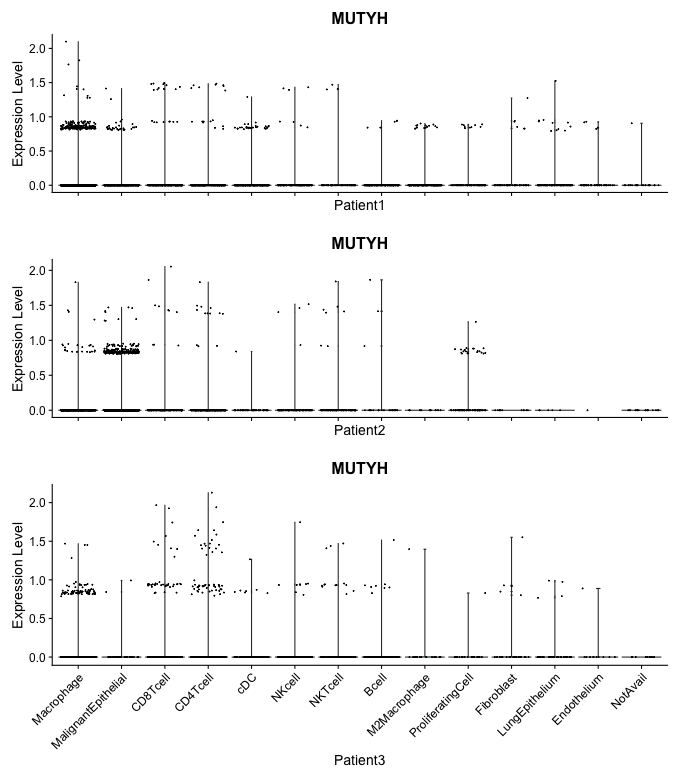 MUTYH
Expression Level
2.0
1.5
1.0
0.5
0.0
Patient1
MUTYH
Expression Level
2.0
1.5
1.0
0.5
0.0
Patient2
MUTYH
Expression Level
2.0
1.5
1.0
0.5
0.0
Macrophage
MalignantEpithelial
CD8Tcell
CD4Tcell
cDC
NKcell
NKTcell
Bcell
M2Macrophage
ProliferatingCell
Fibroblast
LungEpithelium
Endothelium
NotAvail
Patient3